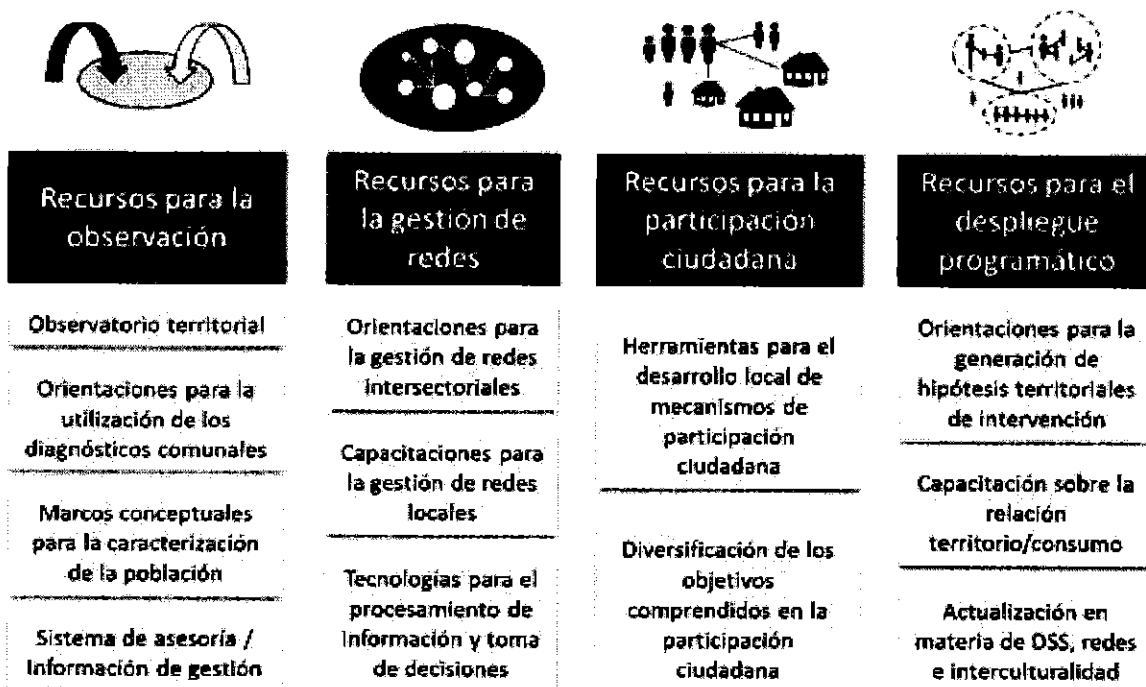 Recursos para la
observación
Observatorio territorial
Orientaciones para la
utilización de los
diagnósticos comunales
Marcos conceptuales
para la caracterización
de la población
Sistema de asesoría /
Información de gestión
Recursos para
la gestión de
redes
Orientaciones para
la gestión de redes
intersectoriales
Capacitaciones para
la gestión de redes
locales
Tecnologías para el
procesamiento de
información y toma
de decisiones
Recursos para la
participación
ciudadana
Herramientas para el
desarrollo local de
mecanismos de
participación
ciudadana
Diversificación de los
objetivos
comprendidos en la
participación
ciudadana
Recursos para el
despliegue
programático
Orientaciones para la
generación de
hipótesis territoriales
de intervención
Capacitación sobre la
relación
territorio/consumo
Actualización en
materia de DSS, redes
e interculturalidad